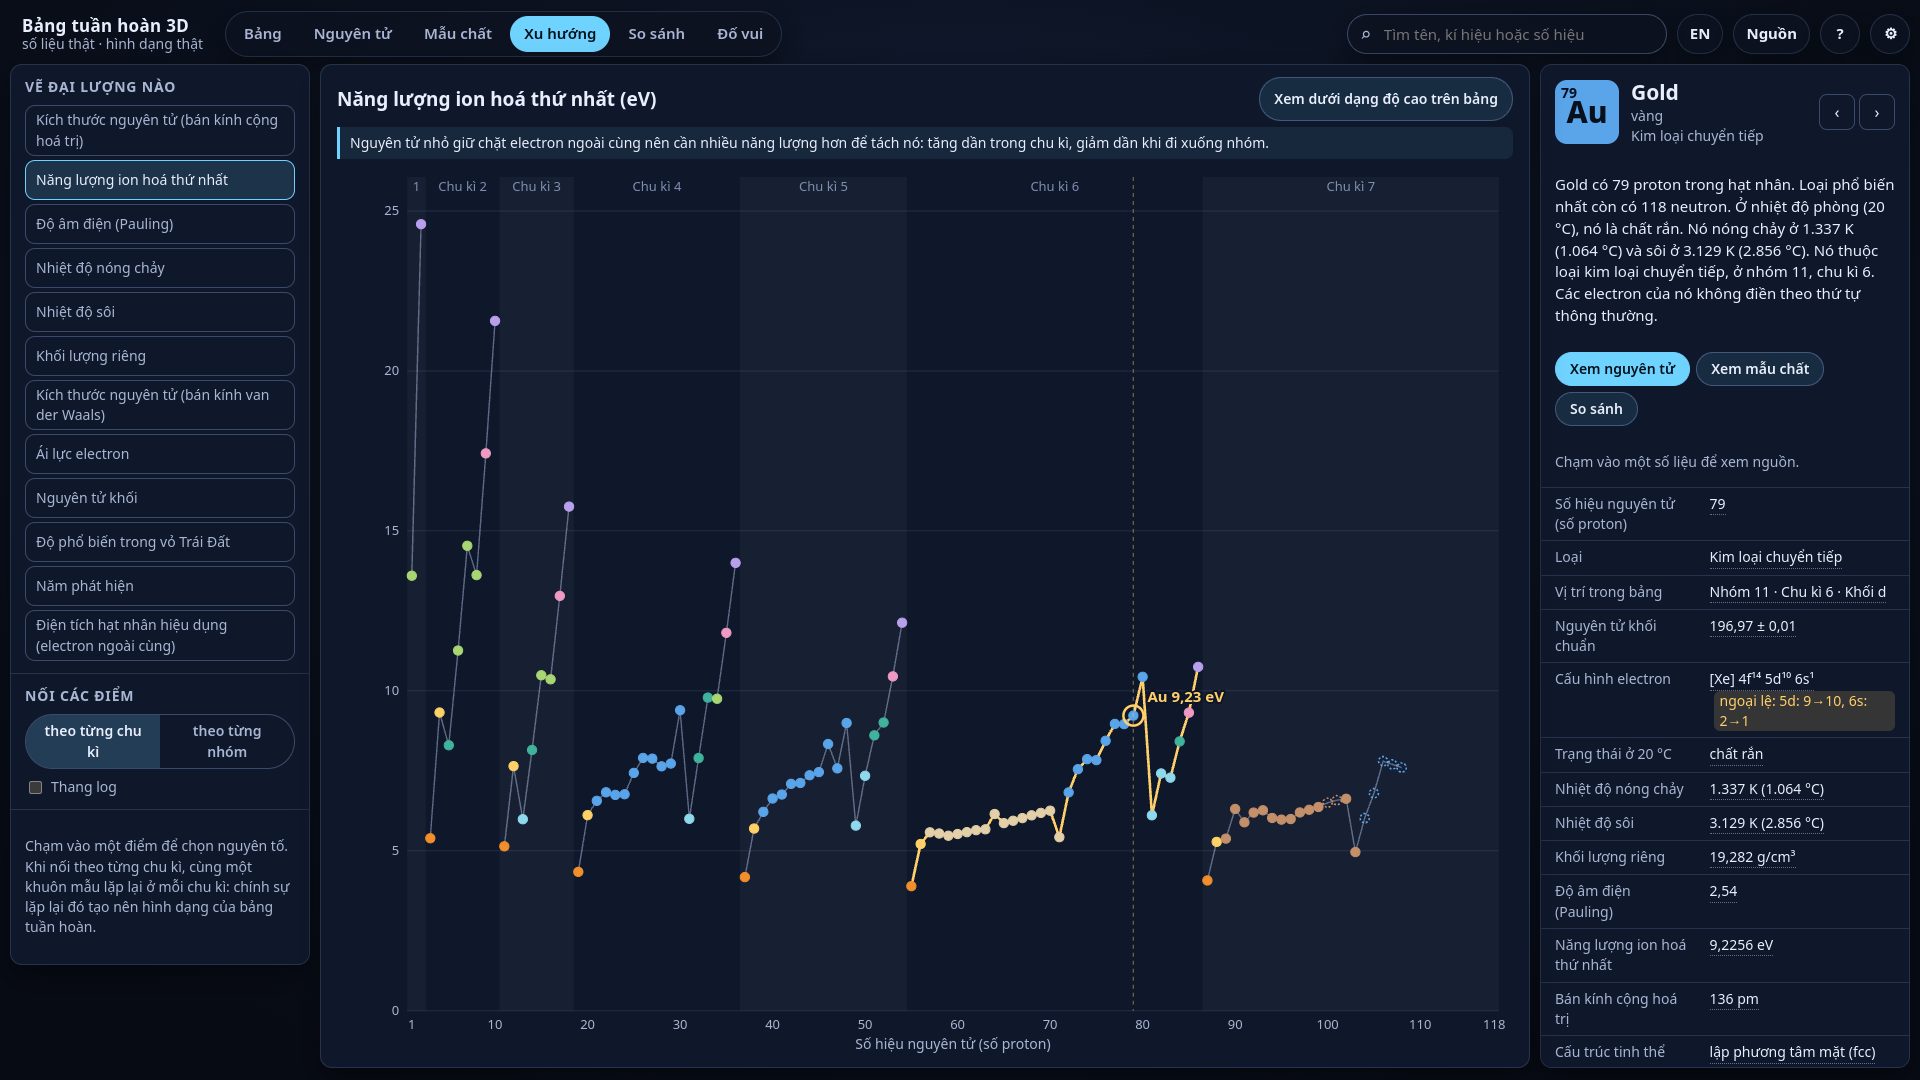 Bảng tuần hoàn 3D
số liệu thật · hình dạng thật
Bảng
Nguyên tử
Mẫu chất
Xu hướng
So sánh
Đố vui
Tìm tên, kí hiệu hoặc số hiệu
EN
Nguồn
?
VẼ ĐẠI LƯỢNG NÀO
Kích thước nguyên tử (bán kính cộng
hoá trị)
Năng lượng ion hoá thứ nhất
Độ âm điện (Pauling)
Nhiệt độ nóng chảy
Nhiệt độ sôi
Khối lượng riêng
Kích thước nguyên tử (bán kính van
der Waals)
Ái lực electron
Nguyên tử khối
Độ phổ biến trong vỏ Trái Đất
Năm phát hiện
Điện tích hạt nhân hiệu dụng
(electron ngoài cùng)
NỐI CÁC ĐIỂM
theo từng chu
kì
theo từng
nhóm
Thang log
Chạm vào một điểm để chọn nguyên tố.
Khi nối theo từng chu kì, cùng một
khuôn mẫu lặp lại ở mỗi chu kì: chính sự
lặp lại đó tạo nên hình dạng của bảng
tuần hoàn.
Năng lượng ion hoá thứ nhất (eV)
Xem dưới dạng độ cao trên bảng
Nguyên tử nhỏ giữ chặt electron ngoài cùng nên cần nhiều năng lượng hơn để tách nó: tăng dần trong chu kì, giảm dần khi đi xuống nhóm.
1
Chu kì 2
Chu kì 3
Chu kì 4
Chu kì 5
Chu kì 6
Chu kì 7
25
20
15
10
5
0
Au 9,23 eV
1
10
20
30
40
50
60
70
80
90
100
110
118
Số hiệu nguyên tử (số proton)
79
Au
Gold
vàng
Kim loại chuyển tiếp
‹
›
Gold có 79 proton trong hạt nhân. Loại phổ biến
nhất còn có 118 neutron. Ở nhiệt độ phòng (20
°C), nó là chất rắn. Nó nóng chảy ở 1.337 K
(1.064 °C) và sôi ở 3.129 K (2.856 °C). Nó thuộc
loại kim loại chuyển tiếp, ở nhóm 11, chu kì 6.
Các electron của nó không điền theo thứ tự
thông thường.
Xem nguyên tử
Xem mẫu chất
So sánh
Chạm vào một số liệu để xem nguồn.
Số hiệu nguyên tử
(số proton)
79
Loại
Kim loại chuyển tiếp
Vị trí trong bảng
Nhóm 11 · Chu kì 6 · Khối d
Nguyên tử khối
chuẩn
196,97 ± 0,01
Cấu hình electron
[Xe] 4f¹⁴ 5d¹⁰ 6s¹
ngoại lệ: 5d: 9→10, 6s:
2→1
Trạng thái ở 20 °C
chất rắn
Nhiệt độ nóng chảy
1.337 K (1.064 °C)
Nhiệt độ sôi
3.129 K (2.856 °C)
Khối lượng riêng
19,282 g/cm³
Độ âm điện
(Pauling)
2,54
Năng lượng ion hoá
thứ nhất
9,2256 eV
Bán kính cộng hoá
trị
136 pm
Cấu trúc tinh thể
lập phương tâm mặt (fcc)